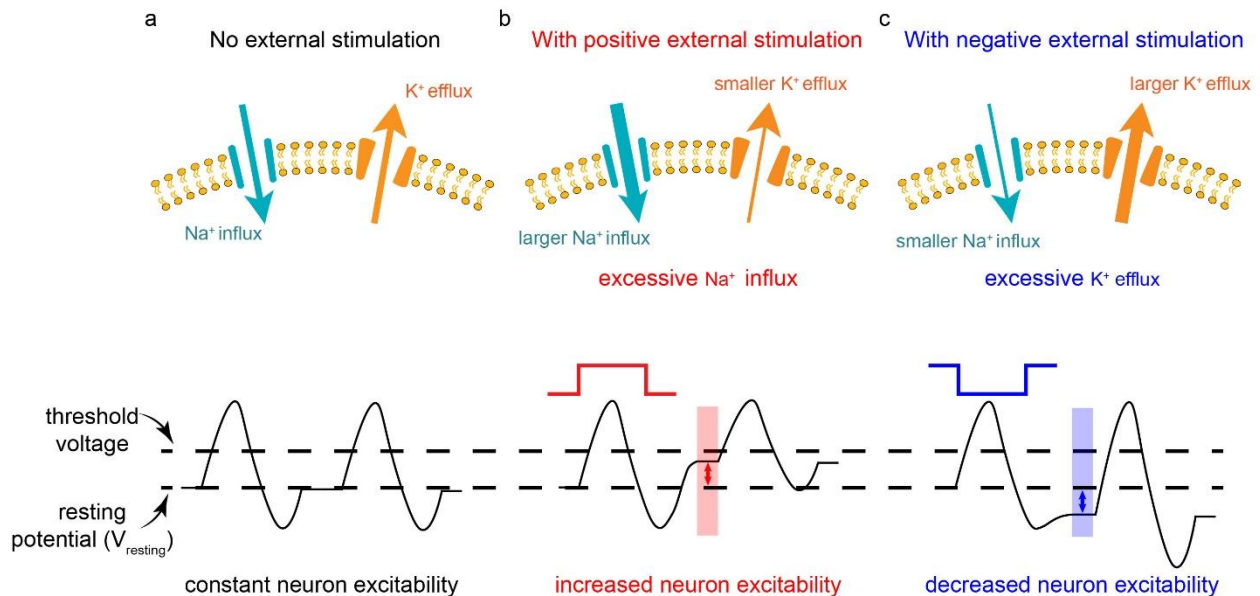 a
No external stimulation
K⁺ efflux
Na⁺ influx
b
With positive external stimulation
smaller K⁺ efflux
larger Na⁺ influx
excessive Na⁺ influx
c
With negative external stimulation
larger K⁺ efflux
smaller Na⁺ influx
excessive K⁺ efflux
threshold
voltage
resting
potential (Vresting)
constant neuron excitability
increased neuron excitability
decreased neuron excitability